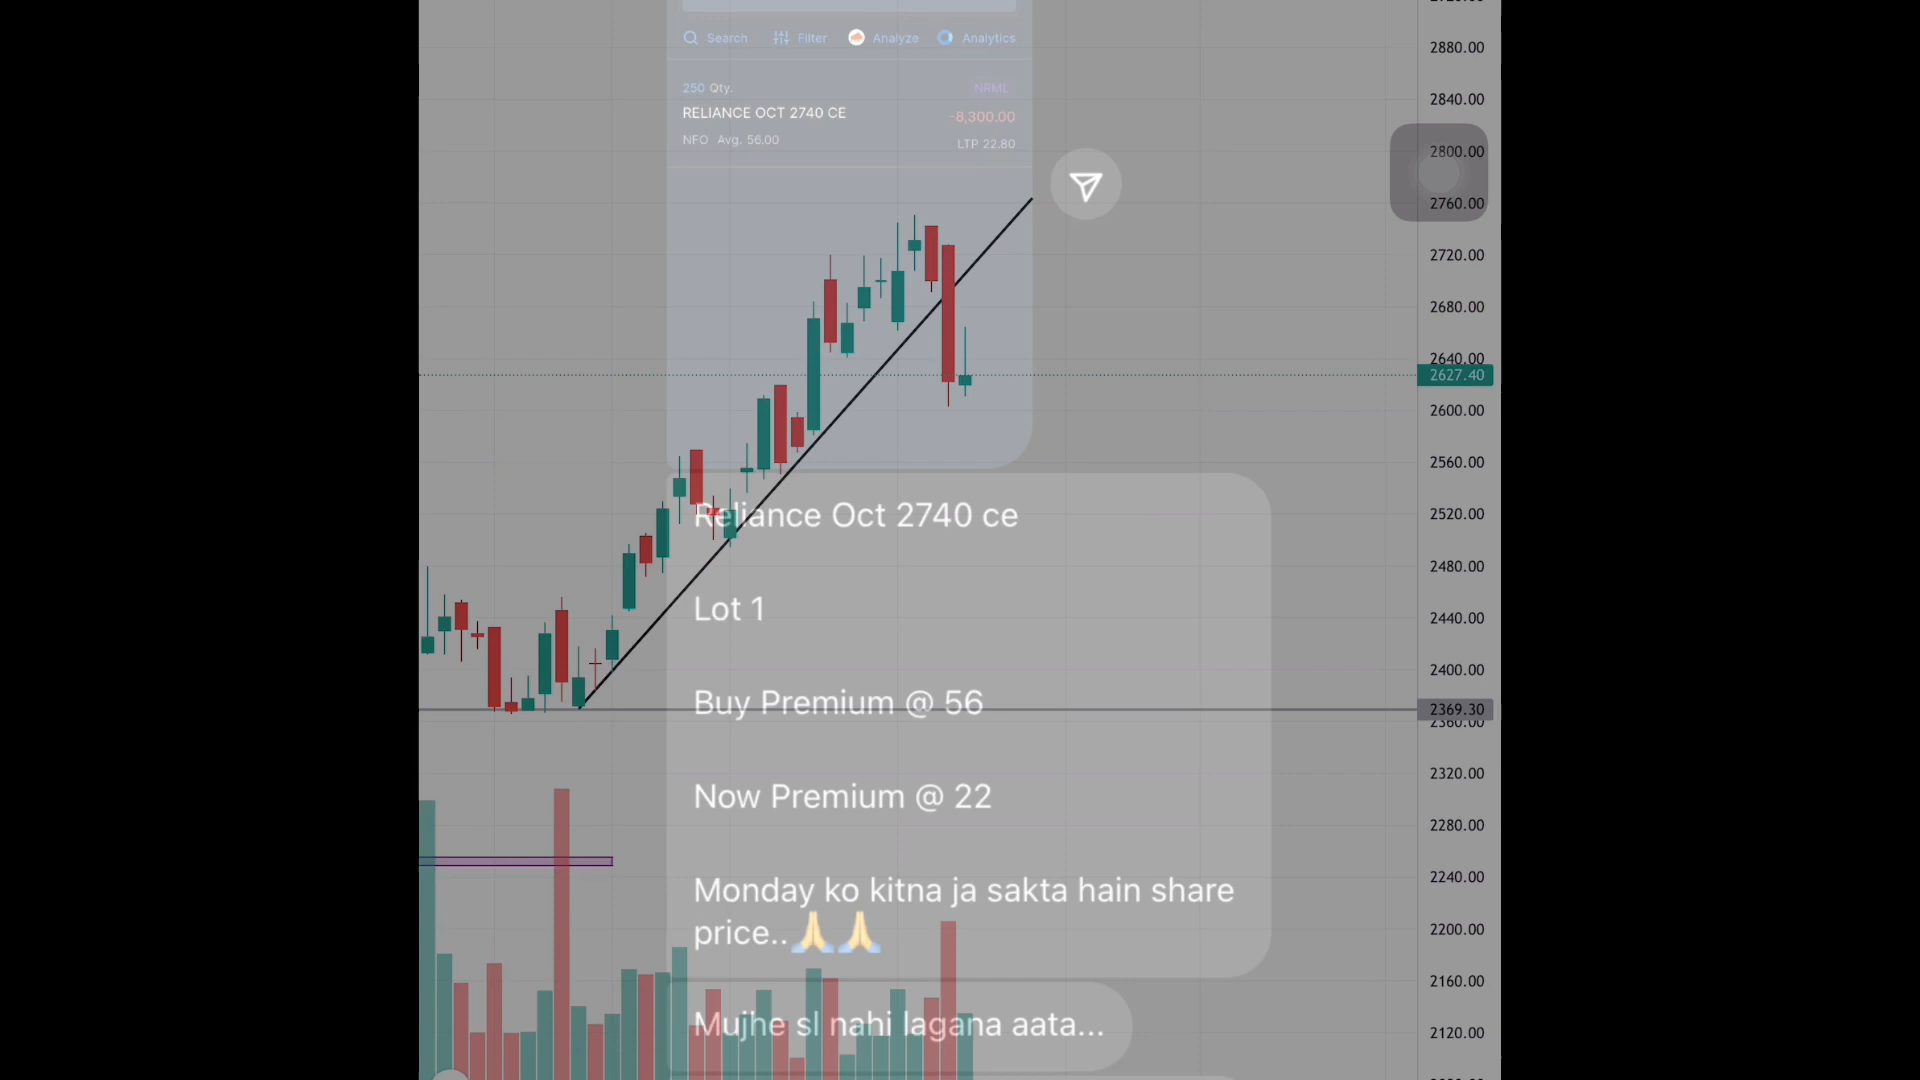 Search Filter Analyze Analytics
250 Qty. NRML
RELIANCE OCT 2740 CE -8,300.00
NFO Avg. 56.00 LTP 22.80
Reliance Oct 2740 ce
Lot 1
Buy Premium @ 56
Now Premium @ 22
Monday ko kitna ja sakta hain share
price..🙏🙏
Mujhe sl nahi lagana aata...
2880.00
2840.00
2800.00
2760.00
2720.00
2680.00
2640.00
2627.40
2600.00
2560.00
2520.00
2480.00
2440.00
2400.00
2369.30
2360.00
2320.00
2280.00
2240.00
2200.00
2160.00
2120.00